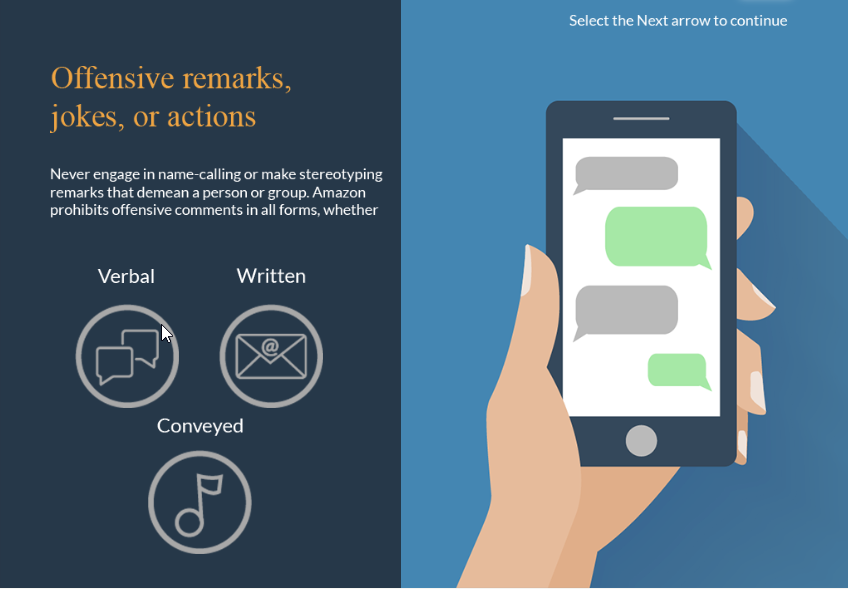 Select the Next arrow to continue
Offensive remarks,
jokes, or actions
Never engage in name-calling or make stereotyping
remarks that demean a person or group. Amazon
prohibits offensive comments in all forms, whether
Verbal
Written
@
Conveyed